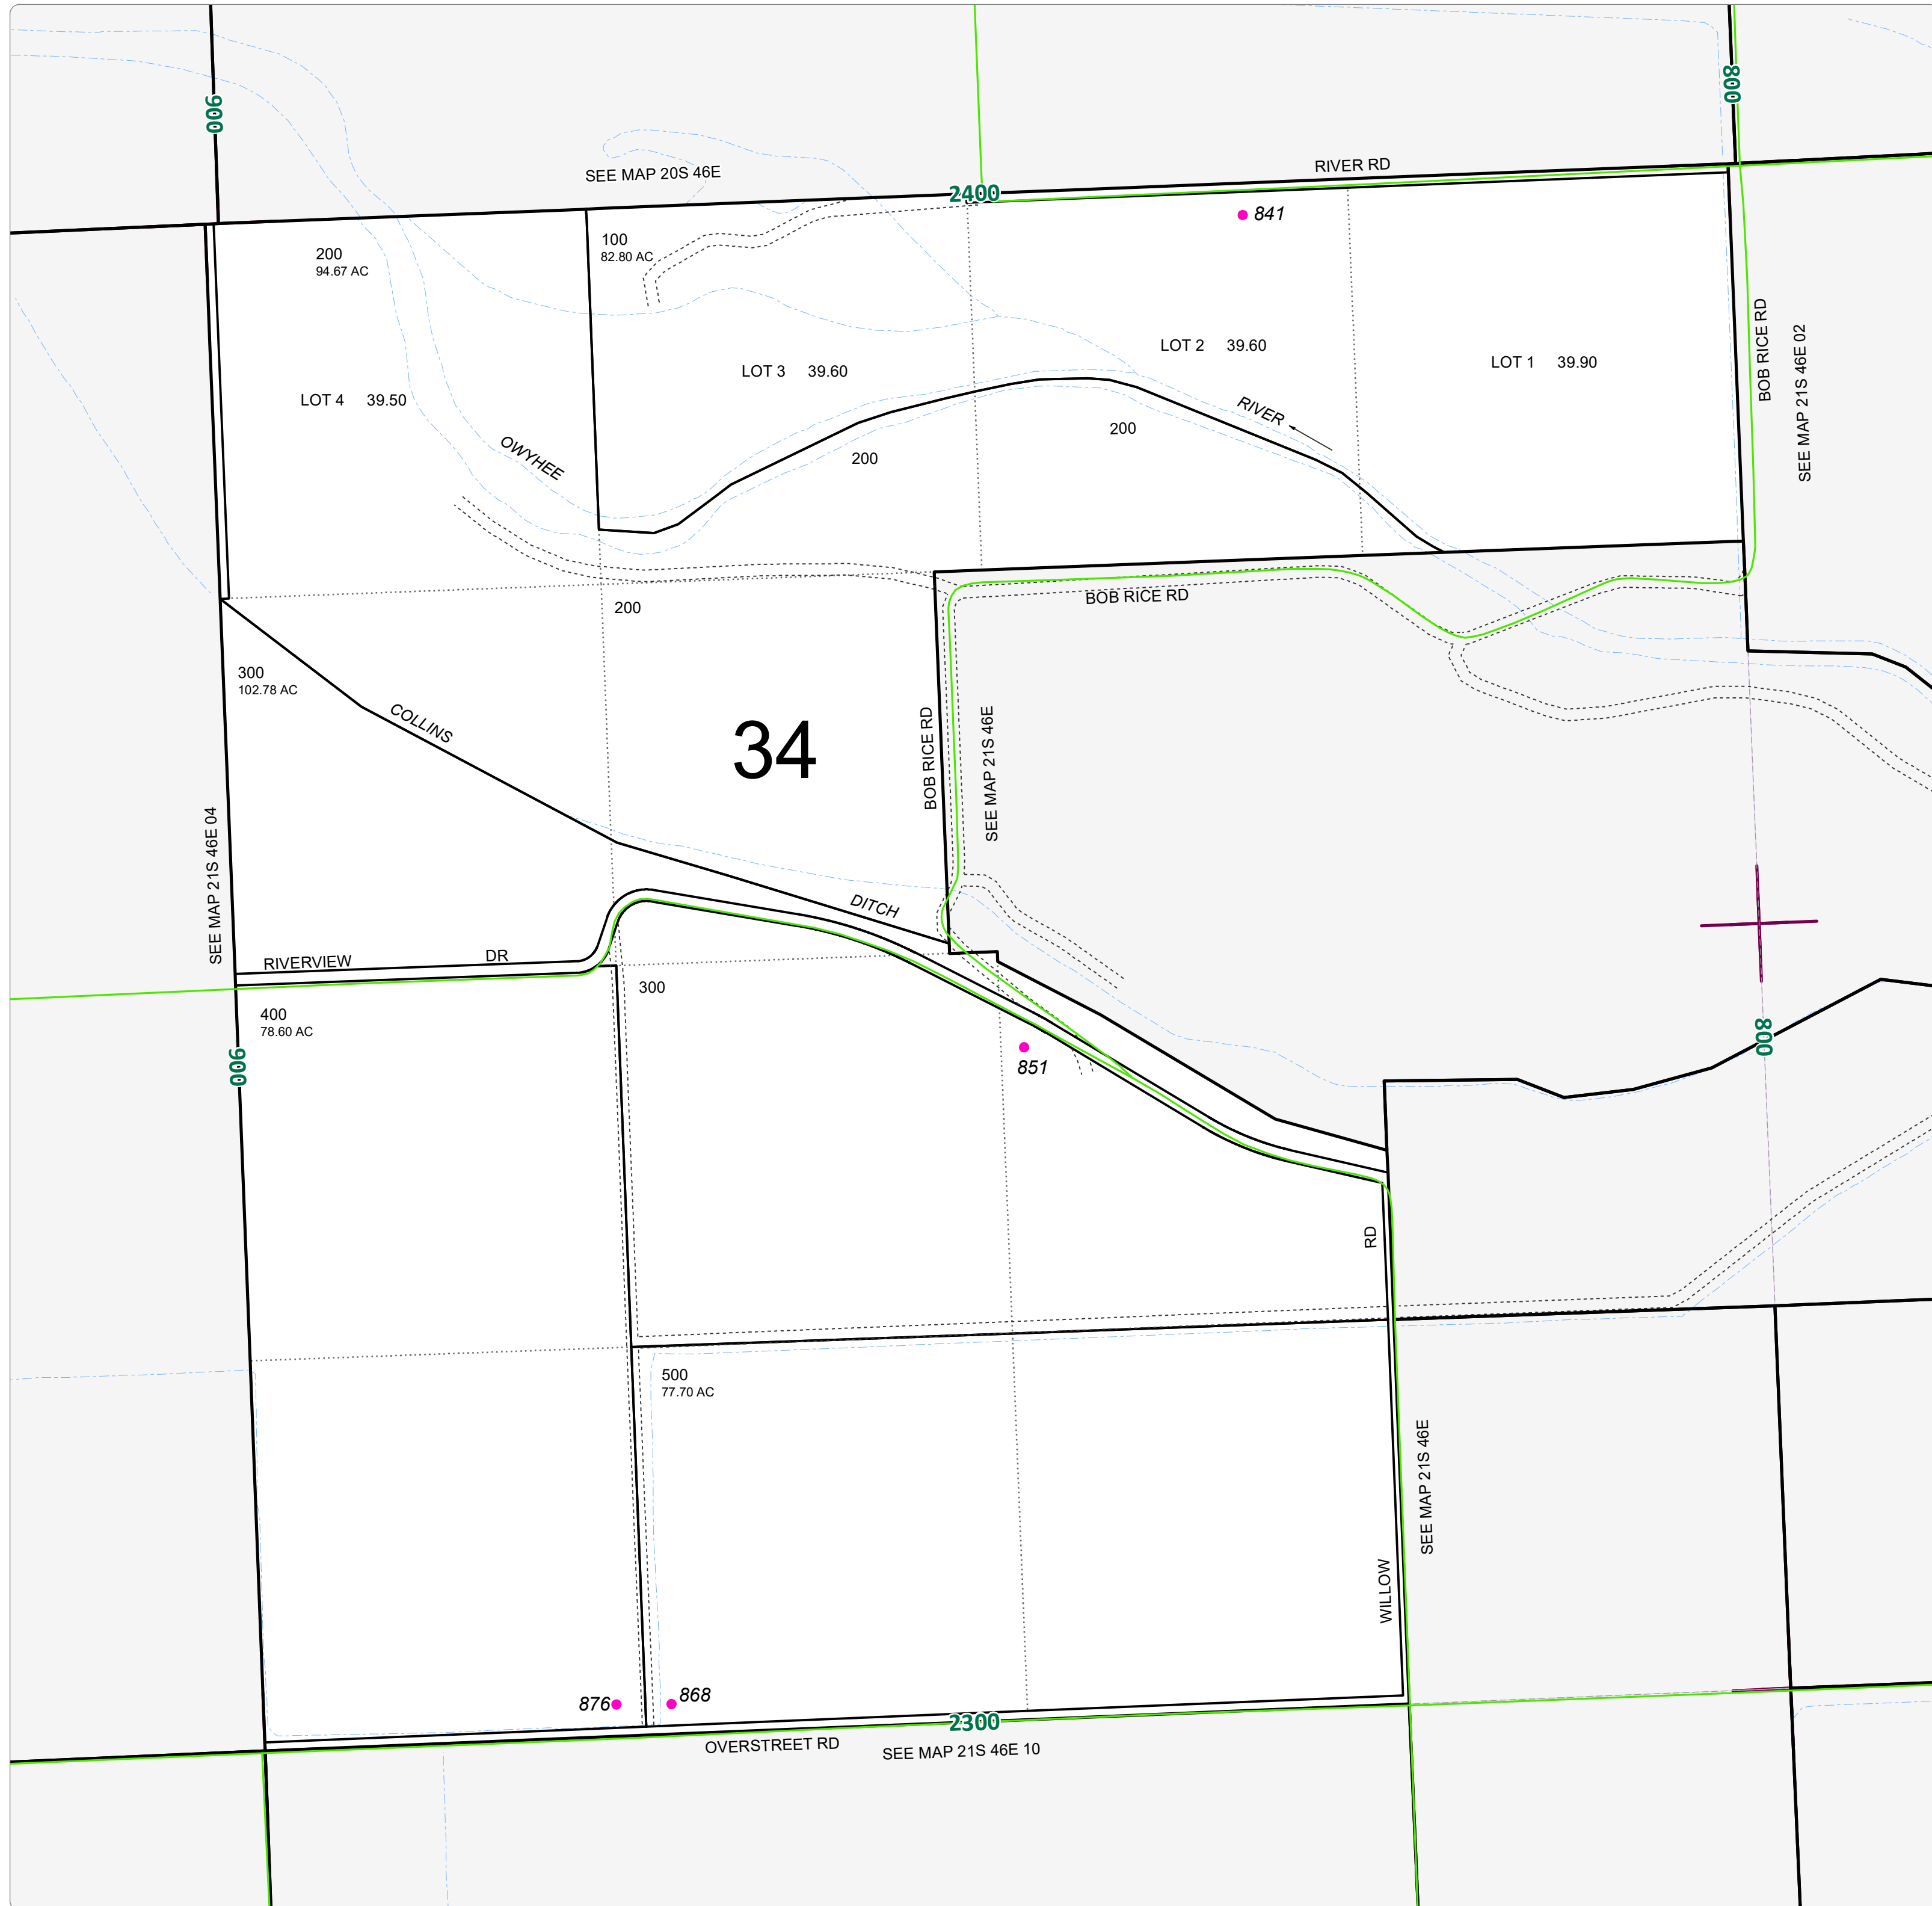 900
800
SEE MAP 20S 46E
RIVER RD
2400
841
200
94.67 AC
100
82.80 AC
BOB RICE RD
SEE MAP 21S 46E 02
LOT 2 39.60
LOT 1 39.90
LOT 3 39.60
LOT 4 39.50
RIVER
OWYHEE
200
200
200
BOB RICE RD
300
102.78 AC
COLLINS
34
BOB RICE RD
SEE MAP 21S 46E
SEE MAP 21S 46E 04
DITCH
RIVERVIEW DR
300
400
78.60 AC
900
851
800
RD
500
77.70 AC
SEE MAP 21S 46E
WILLOW
876
868
2300
OVERSTREET RD
SEE MAP 21S 46E 10